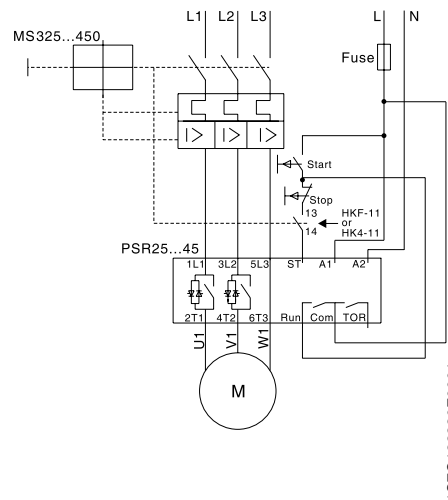 L1 L2 L3 L N
MS325...450
Fuse
Start
Stop
13 HKF-11
or
14 HK4-11
PSR25...45
1L1 3L2 5L3 ST A1 A2
2T1 4T2 6T3 Run Com TOR
U1 V1 W1
M